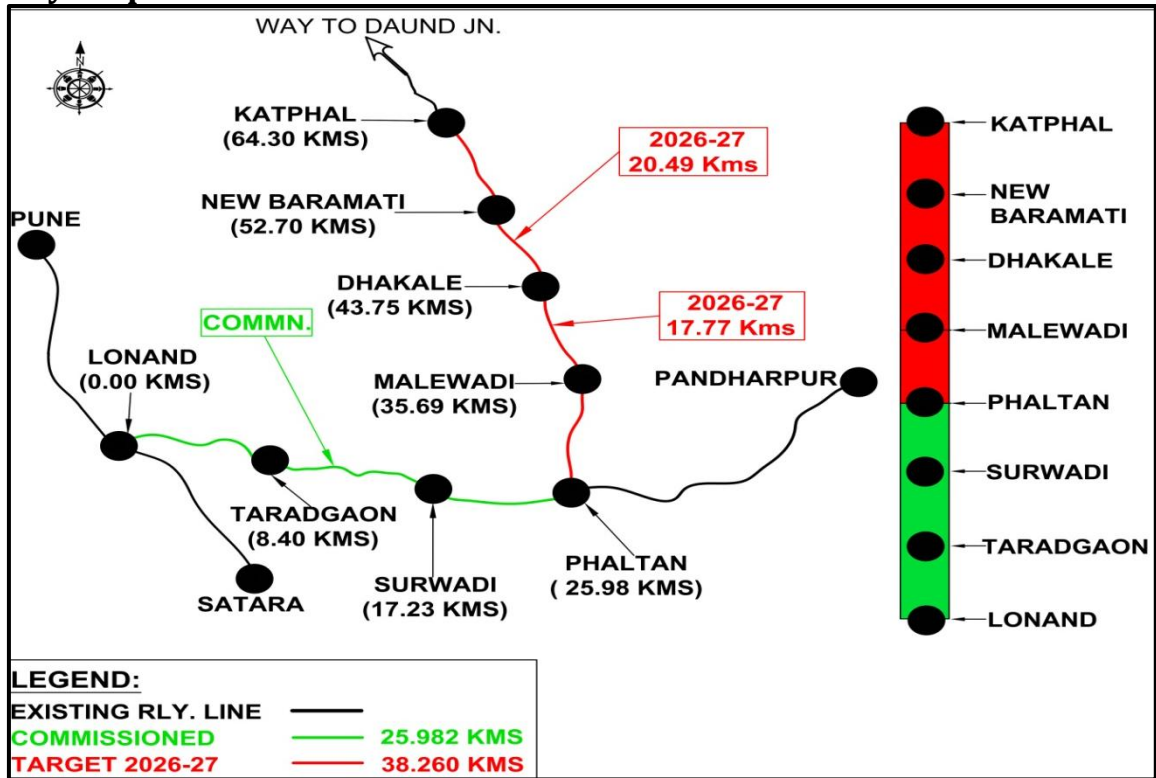 WAY TO DAUND JN.
N
KATPHAL
(64.30 KMS)
2026-27
20.49 Kms
NEW BARAMATI
(52.70 KMS)
PUNE
DHAKALE
(43.75 KMS)
2026-27
17.77 Kms
COMMN.
LONAND
(0.00 KMS)
MALEWADI
(35.69 KMS)
PANDHARPUR
TARADGAON
(8.40 KMS)
SURWADI
(17.23 KMS)
PHALTAN
( 25.98 KMS)
SATARA
KATPHAL
NEW
BARAMATI
DHAKALE
MALEWADI
PHALTAN
SURWADI
TARADGAON
LONAND
LEGEND:
EXISTING RLY. LINE
COMMISSIONED 25.982 KMS
TARGET 2026-27 38.260 KMS